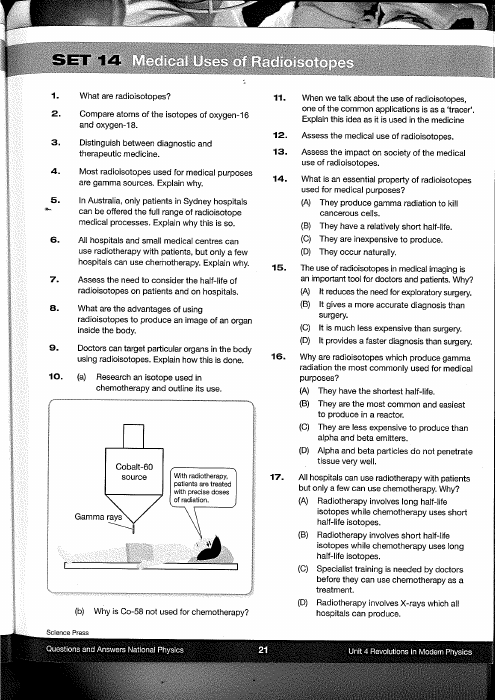 SET 14 Medical Uses of Radioisotopes
1. What are radioisotopes?
2. Compare atoms of the isotopes of oxygen-16
and oxygen-18.
3. Distinguish between diagnostic and
therapeutic medicine.
4. Most radioisotopes used for medical purposes
are gamma sources. Explain why.
5. In Australia, only patients in Sydney hospitals
can be offered the full range of radioisotope
medical processes. Explain why this is so.
6. All hospitals and small medical centres can
use radiotherapy with patients, but only a few
hospitals can use chemotherapy. Explain why.
7. Assess the need to consider the half-life of
radioisotopes on patients and on hospitals.
8. What are the advantages of using
radioisotopes to produce an image of an organ
inside the body.
9. Doctors can target particular organs in the body
using radioisotopes. Explain how this is done.
10. (a) Research an isotope used in
chemotherapy and outline its use.
Cobalt-60
source
With radiotherapy,
patients are treated
with precise doses
of radiation.
Gamma rays
(b) Why is Co-58 not used for chemotherapy?
11. When we talk about the use of radioisotopes,
one of the common applications is as a 'tracer'.
Explain this idea as it is used in the medicine
12. Assess the medical use of radioisotopes.
13. Assess the impact on society of the medical
use of radioisotopes.
14. What is an essential property of radioisotopes
used for medical purposes?
(A) They produce gamma radiation to kill
cancerous cells.
(B) They have a relatively short half-life.
(C) They are inexpensive to produce.
(D) They occur naturally.
15. The use of radioisotopes in medical imaging is
an important tool for doctors and patients. Why?
(A) It reduces the need for exploratory surgery.
(B) It gives a more accurate diagnosis than
surgery.
(C) It is much less expensive than surgery.
(D) It provides a faster diagnosis than surgery.
16. Why are radioisotopes which produce gamma
radiation the most commonly used for medical
purposes?
(A) They have the shortest half-life.
(B) They are the most common and easiest
to produce in a reactor.
(C) They are less expensive to produce than
alpha and beta emitters.
(D) Alpha and beta particles do not penetrate
tissue very well.
17. All hospitals can use radiotherapy with patients
but only a few can use chemotherapy. Why?
(A) Radiotherapy involves long half-life
isotopes while chemotherapy uses short
half-life isotopes.
(B) Radiotherapy involves short half-life
isotopes while chemotherapy uses long
half-life isotopes.
(C) Specialist training is needed by doctors
before they can use chemotherapy as a
treatment.
(D) Radiotherapy involves X-rays which all
hospitals can produce.
Science Press
Questions and Answers National Physics
21
Unit 4 Revolutions in Modern Physics